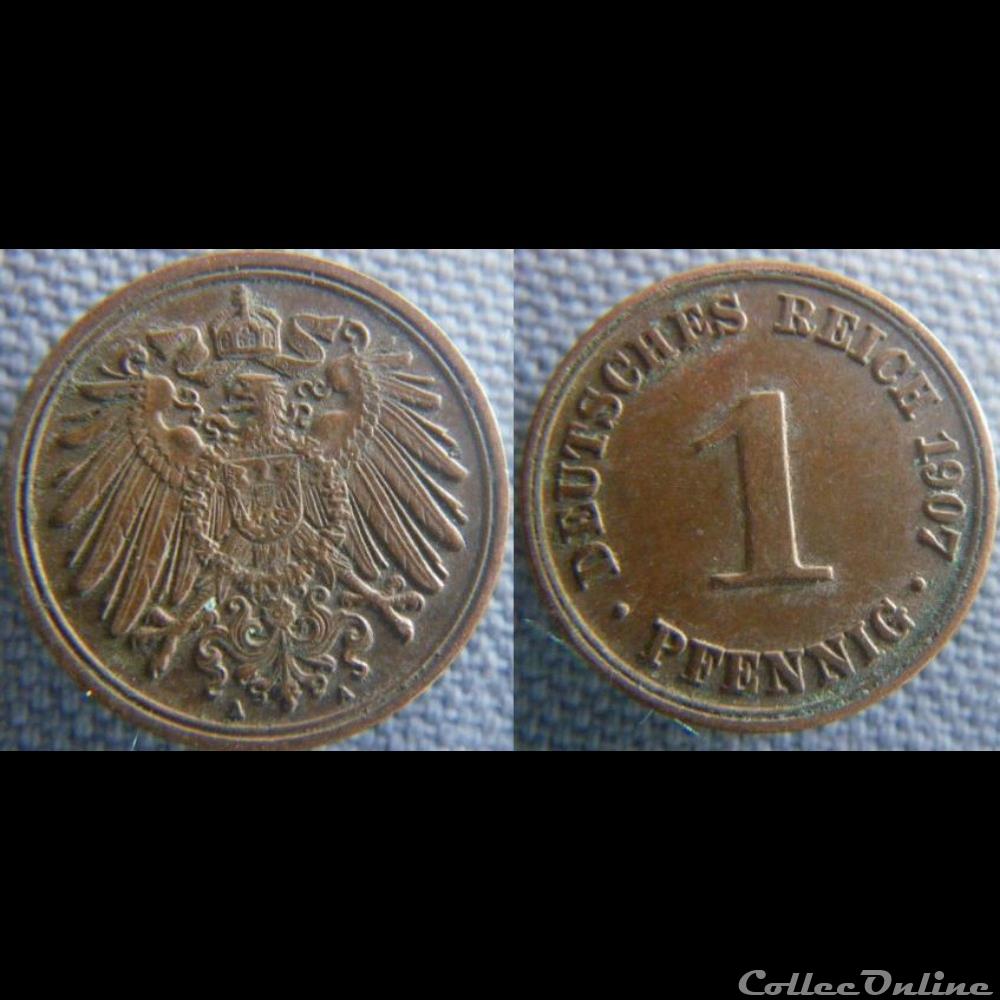 A A
DEUTSCHES REICH 1907
1
· PFENNIG ·
CollecOnline